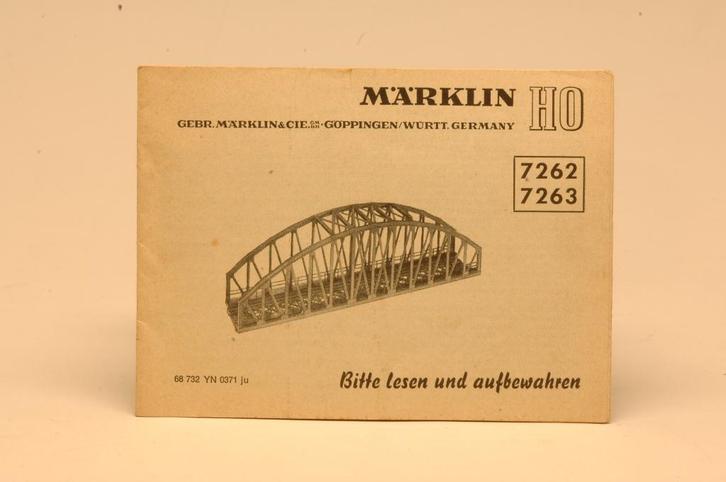 MÄRKLIN HO
GEBR. MÄRKLIN & CIE. GMBH · GÖPPINGEN/WÜRTT. GERMANY
7262
7263
68 732 YN 0371 ju
Bitte lesen und aufbewahren